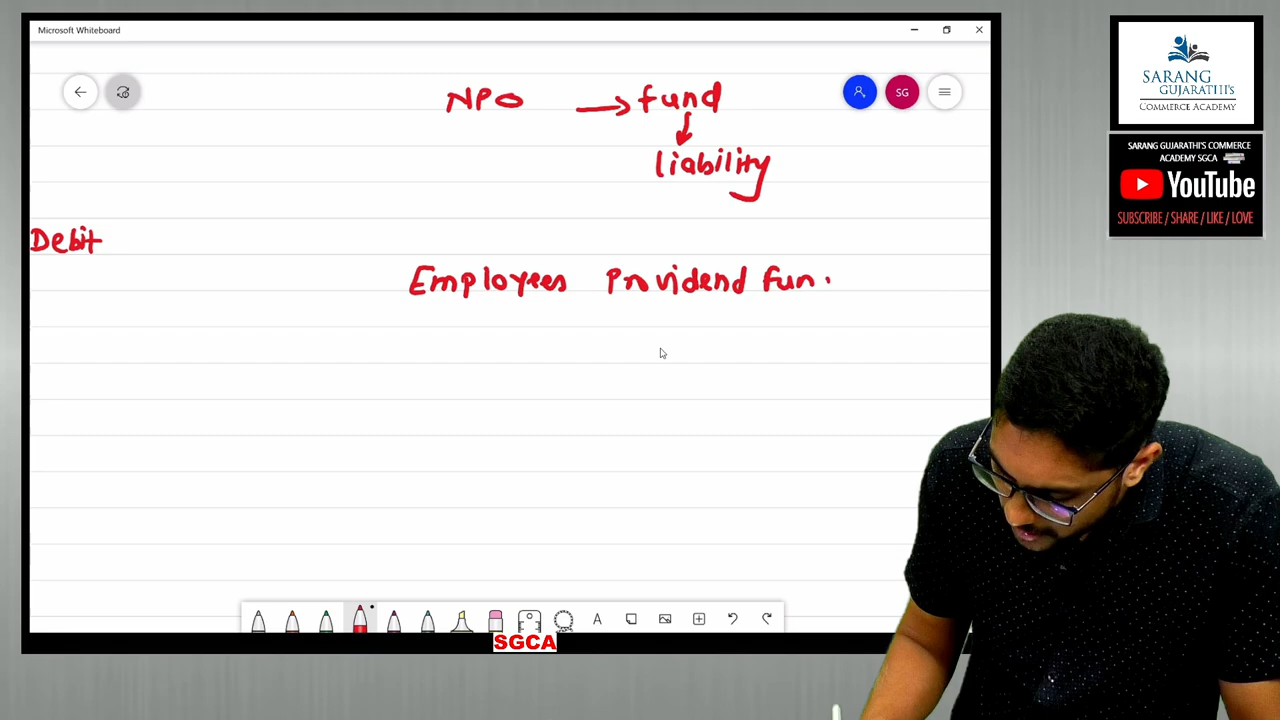 Microsoft Whiteboard
NPO → fund
↓
liability
SG
Debit
Employees Providend Fun
A
SGCA
SARANG
GUJARATHI'S
COMMERCE ACADEMY
SARANG GUJARATHI'S COMMERCE
ACADEMY SGCA
YouTube
SUBSCRIBE / SHARE / LIKE / LOVE